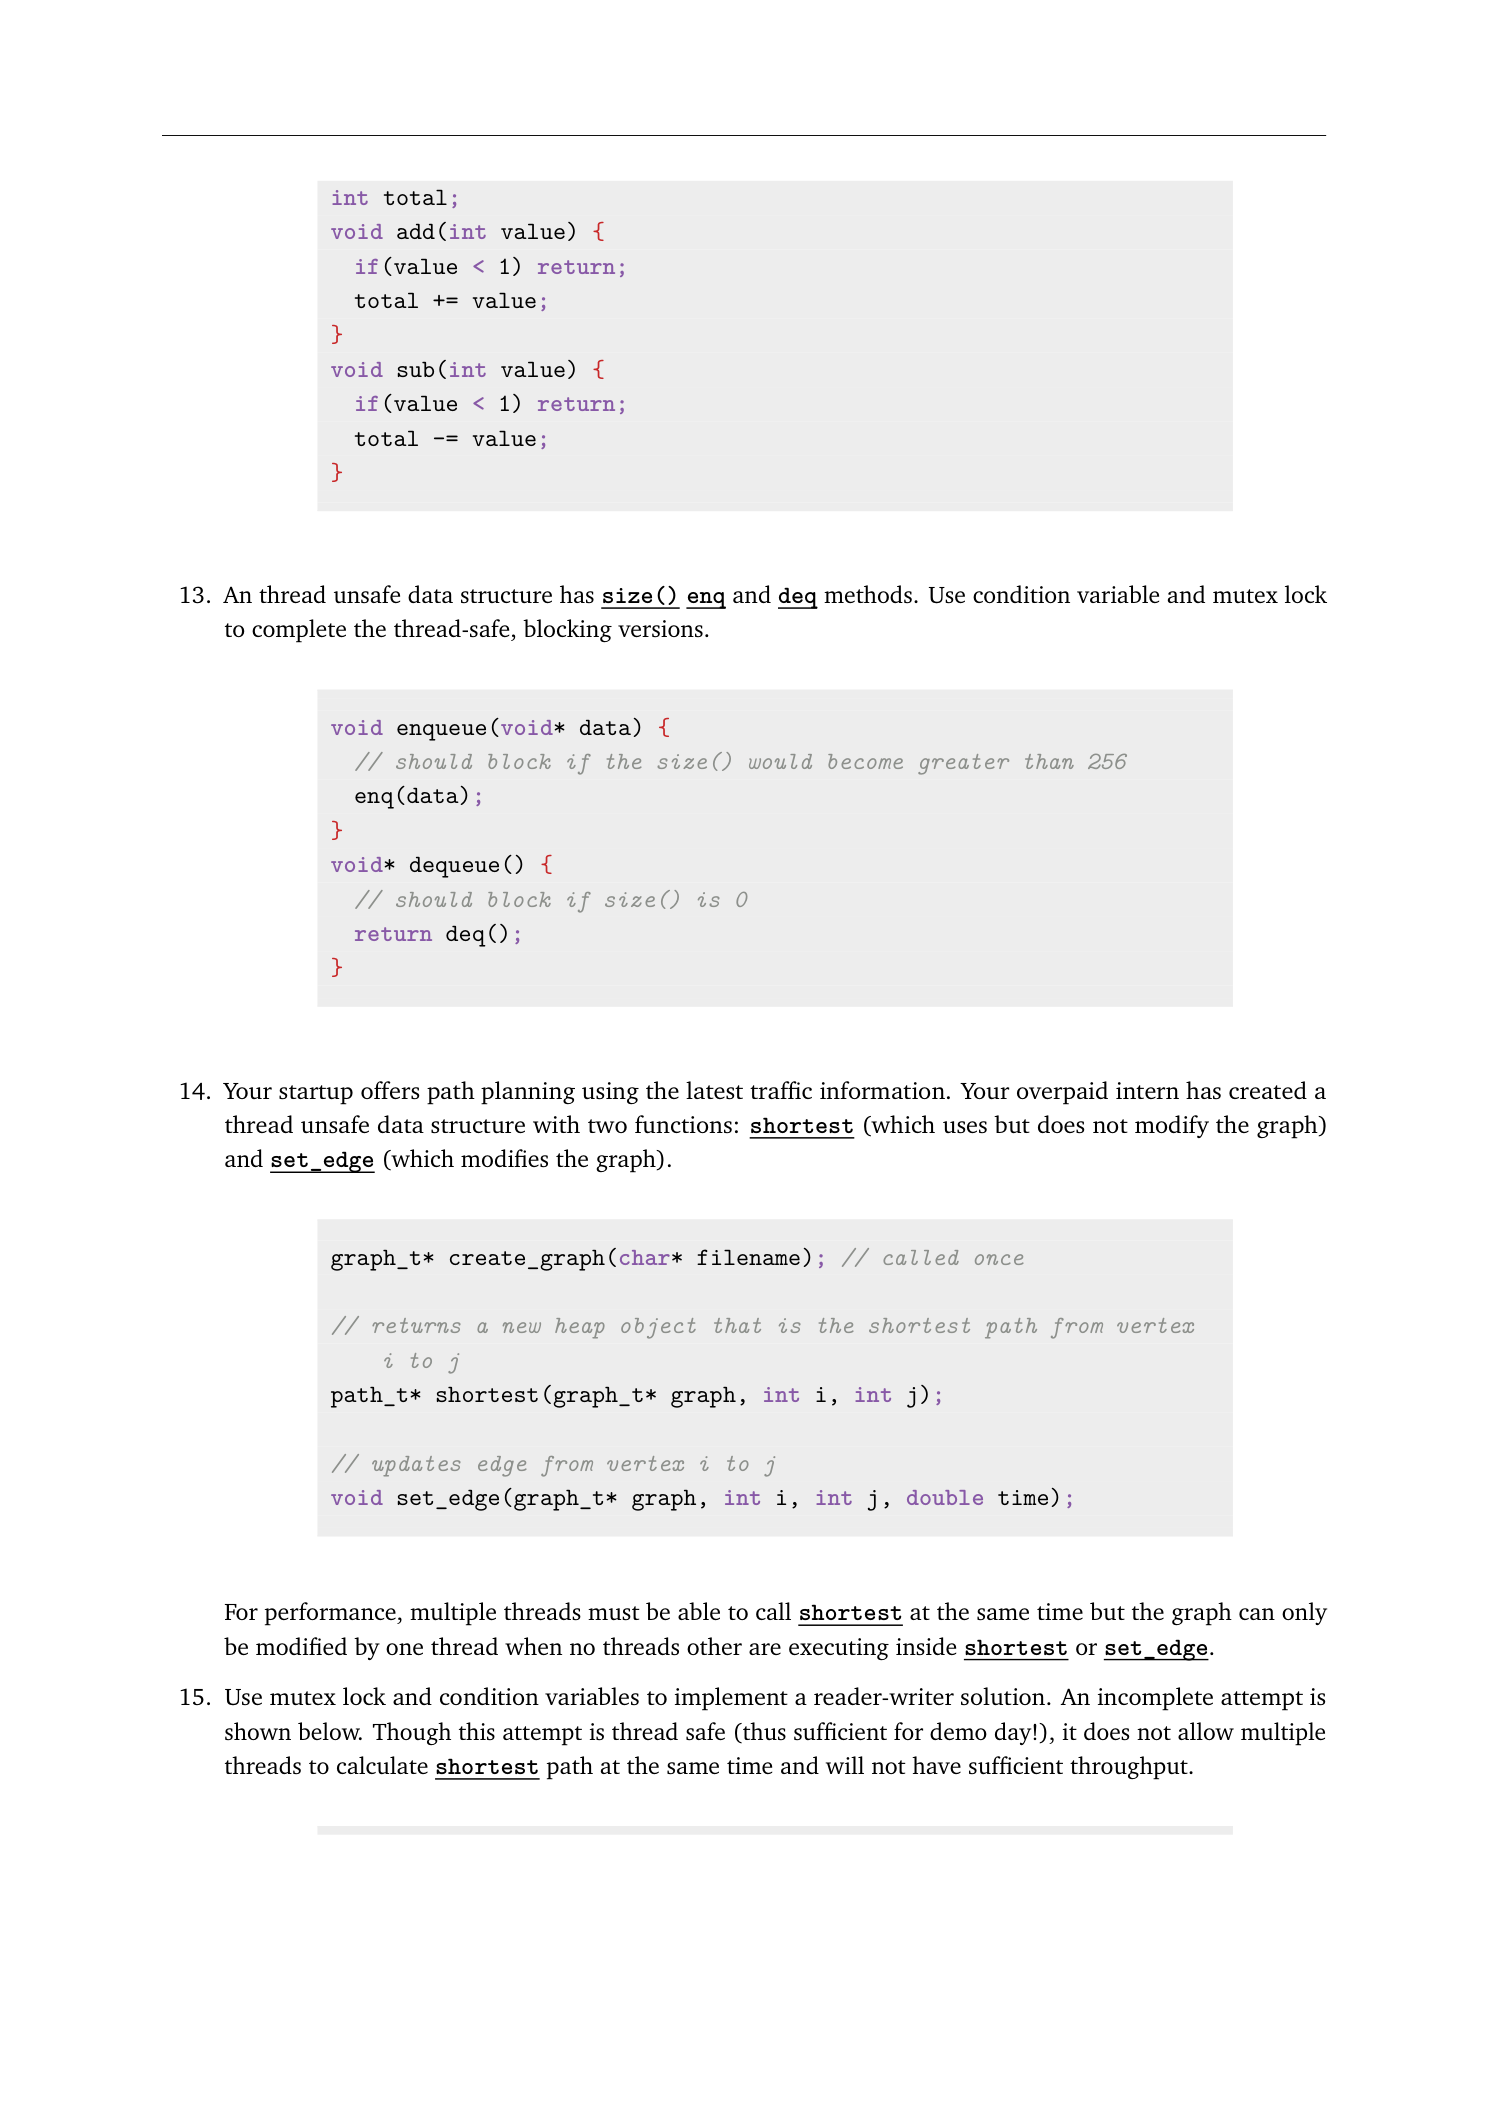 int total;
void add(int value) {
  if(value < 1) return;
  total += value;
}
void sub(int value) {
  if(value < 1) return;
  total -= value;
}
13. An thread unsafe data structure has size() enq and deq methods. Use condition variable and mutex lock
to complete the thread-safe, blocking versions.
void enqueue(void* data) {
  // should block if the size() would become greater than 256
  enq(data);
}
void* dequeue() {
  // should block if size() is 0
  return deq();
}
14. Your startup offers path planning using the latest traffic information. Your overpaid intern has created a
thread unsafe data structure with two functions: shortest (which uses but does not modify the graph)
and set_edge (which modifies the graph).
graph_t* create_graph(char* filename); // called once
// returns a new heap object that is the shortest path from vertex
    i to j
path_t* shortest(graph_t* graph, int i, int j);
// updates edge from vertex i to j
void set_edge(graph_t* graph, int i, int j, double time);
For performance, multiple threads must be able to call shortest at the same time but the graph can only
be modified by one thread when no threads other are executing inside shortest or set_edge.
15. Use mutex lock and condition variables to implement a reader-writer solution. An incomplete attempt is
shown below. Though this attempt is thread safe (thus sufficient for demo day!), it does not allow multiple
threads to calculate shortest path at the same time and will not have sufficient throughput.